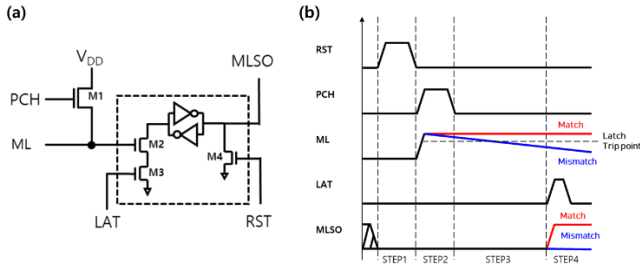 (a)
VDD
MLSO
PCH
M1
ML
M2
M4
M3
LAT
RST
(b)
RST
PCH
ML
Match
Latch
Trip point
Mismatch
LAT
MLSO
Match
Mismatch
STEP1 STEP2 STEP3 STEP4